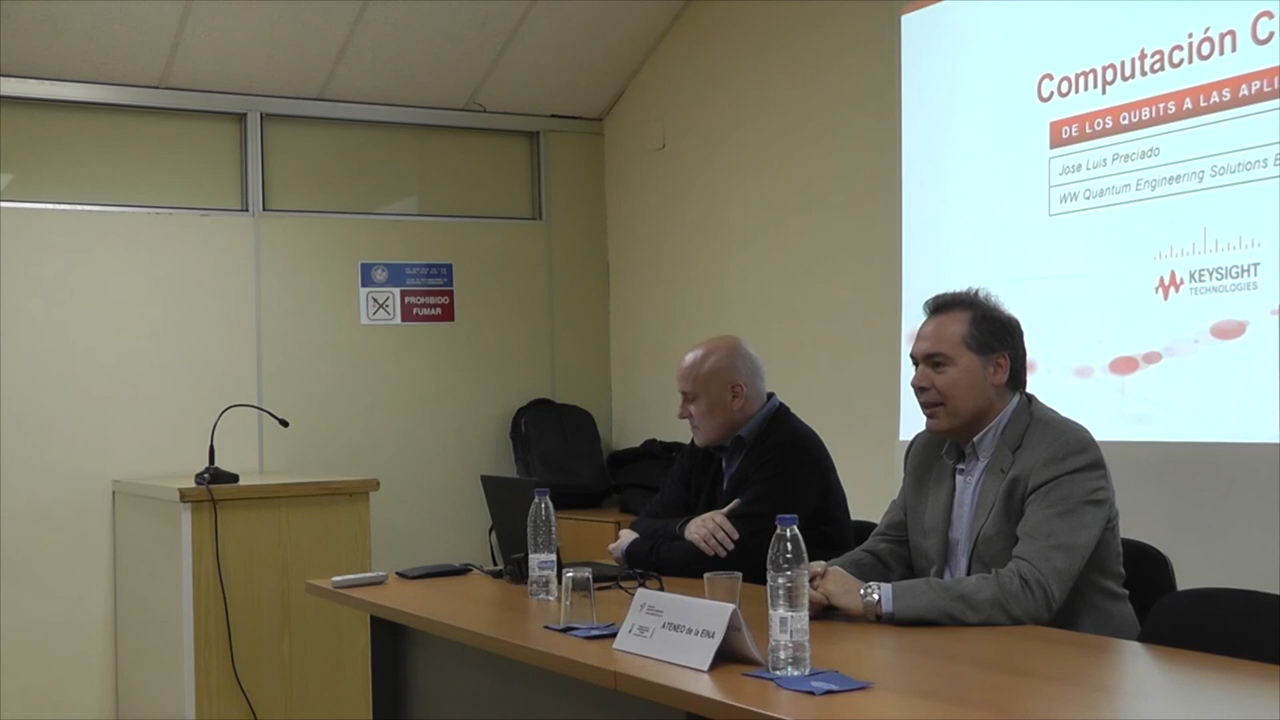 Computación C
DE LOS QUBITS A LAS APLI
Jose Luis Preciado
WW Quantum Engineering Solutions B
KEYSIGHT
TECHNOLOGIES
PROHIBIDO
FUMAR
ATENEO de la EINA